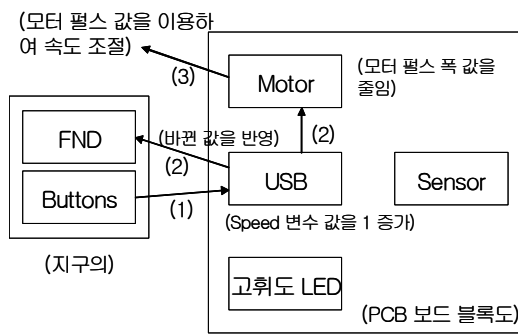 (모터 펄스 값을 이용하
여 속도 조절)
(3)
Motor
(모터 펄스 폭 값을
줄임)
FND
(바뀐 값을 반영)
(2)
(2)
Buttons
(1)
USB
Sensor
(Speed 변수 값을 1 증가)
(지구의)
고휘도 LED
(PCB 보드 블록도)